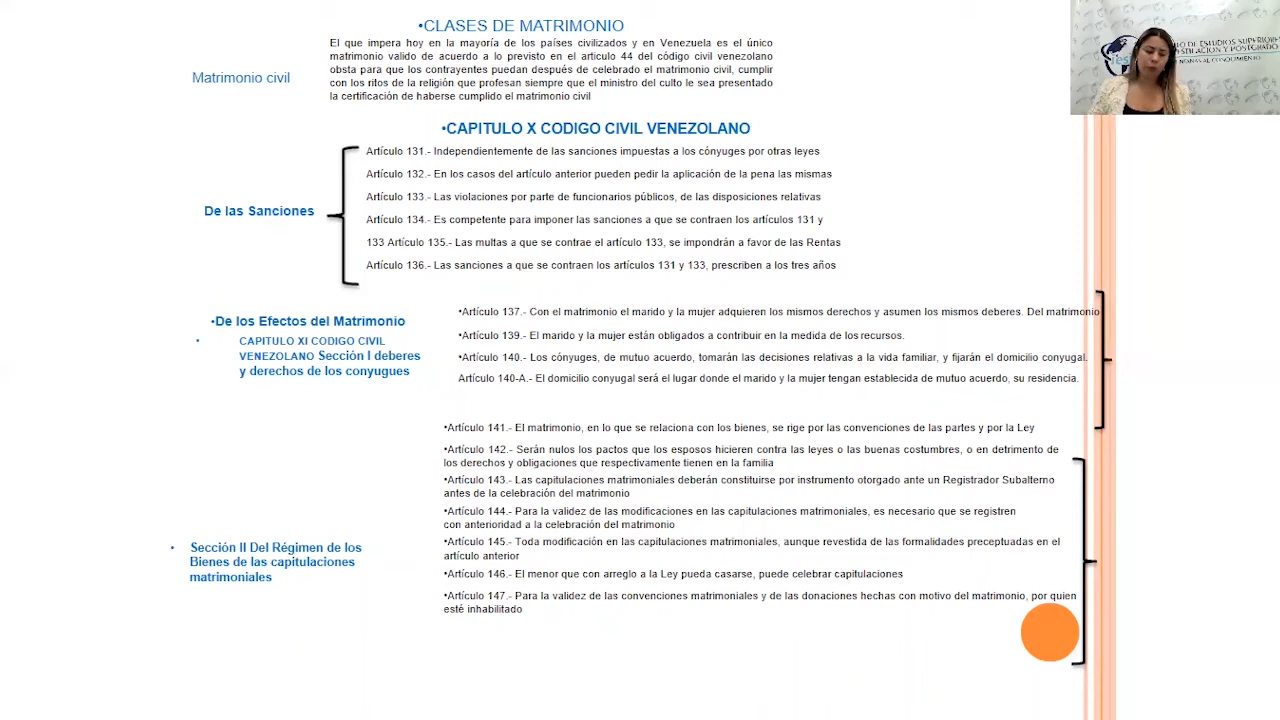 •CLASES DE MATRIMONIO
Matrimonio civil
El que impera hoy en la mayoría de los países civilizados y en Venezuela es el único
matrimonio valido de acuerdo a lo previsto en el articulo 44 del código civil venezolano
obsta para que los contrayentes puedan después de celebrado el matrimonio civil, cumplir
con los ritos de la religión que profesan siempre que el ministro del culto le sea presentado
la certificación de haberse cumplido el matrimonio civil
•CAPITULO X CODIGO CIVIL VENEZOLANO
De las Sanciones
Artículo 131.- Independientemente de las sanciones impuestas a los cónyuges por otras leyes
Artículo 132.- En los casos del artículo anterior pueden pedir la aplicación de la pena las mismas
Artículo 133.- Las violaciones por parte de funcionarios públicos, de las disposiciones relativas
Artículo 134.- Es competente para imponer las sanciones a que se contraen los artículos 131 y
133 Artículo 135.- Las multas a que se contrae el artículo 133, se impondrán a favor de las Rentas
Artículo 136.- Las sanciones a que se contraen los artículos 131 y 133, prescriben a los tres años
•De los Efectos del Matrimonio
• CAPITULO XI CODIGO CIVIL
VENEZOLANO Sección I deberes
y derechos de los conyugues
•Artículo 137.- Con el matrimonio el marido y la mujer adquieren los mismos derechos y asumen los mismos deberes. Del matrimonio
•Artículo 139.- El marido y la mujer están obligados a contribuir en la medida de los recursos.
•Artículo 140.- Los cónyuges, de mutuo acuerdo, tomarán las decisiones relativas a la vida familiar, y fijarán el domicilio conyugal.
Artículo 140-A.- El domicilio conyugal será el lugar donde el marido y la mujer tengan establecida de mutuo acuerdo, su residencia.
• Sección II Del Régimen de los
Bienes de las capitulaciones
matrimoniales
•Artículo 141.- El matrimonio, en lo que se relaciona con los bienes, se rige por las convenciones de las partes y por la Ley
•Artículo 142.- Serán nulos los pactos que los esposos hicieren contra las leyes o las buenas costumbres, o en detrimento de
los derechos y obligaciones que respectivamente tienen en la familia
•Artículo 143.- Las capitulaciones matrimoniales deberán constituirse por instrumento otorgado ante un Registrador Subalterno
antes de la celebración del matrimonio
•Artículo 144.- Para la validez de las modificaciones en las capitulaciones matrimoniales, es necesario que se registren
con anterioridad a la celebración del matrimonio
•Artículo 145.- Toda modificación en las capitulaciones matrimoniales, aunque revestida de las formalidades preceptuadas en el
artículo anterior
•Artículo 146.- El menor que con arreglo a la Ley pueda casarse, puede celebrar capitulaciones
•Artículo 147.- Para la validez de las convenciones matrimoniales y de las donaciones hechas con motivo del matrimonio, por quien
esté inhabilitado
DE ESTUDIOS SUPERIORES
Y POSTGRADO
AL CONOCIMIENTO